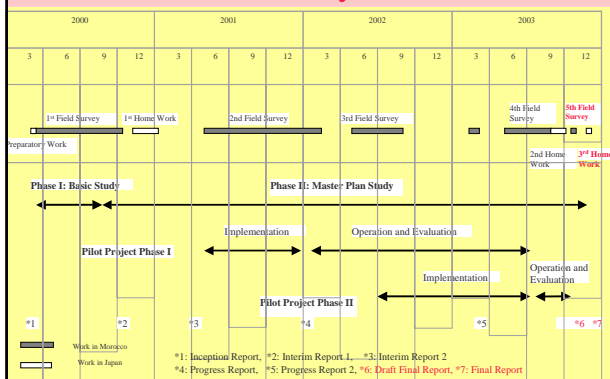 2000 2001 2002 2003
3 6 9 12 3 6 9 12 3 6 9 12 3 6 9 12
1st Field Survey 1st Home Work 2nd Field Survey 3rd Field Survey 4th Field Survey 5th Field Survey
Preparatory Work
2nd Home Work 3rd Home Work
Phase I: Basic Study Phase II: Master Plan Study
Implementation Operation and Evaluation
Pilot Project Phase I
Implementation Operation and Evaluation
Pilot Project Phase II
*1 *2 *3 *4 *5 *6 *7
Work in Morocco
Work in Japan
*1: Inception Report, *2: Interim Report 1, *3: Interim Report 2
*4: Progress Report, *5: Progress Report 2, *6: Draft Final Report, *7: Final Report